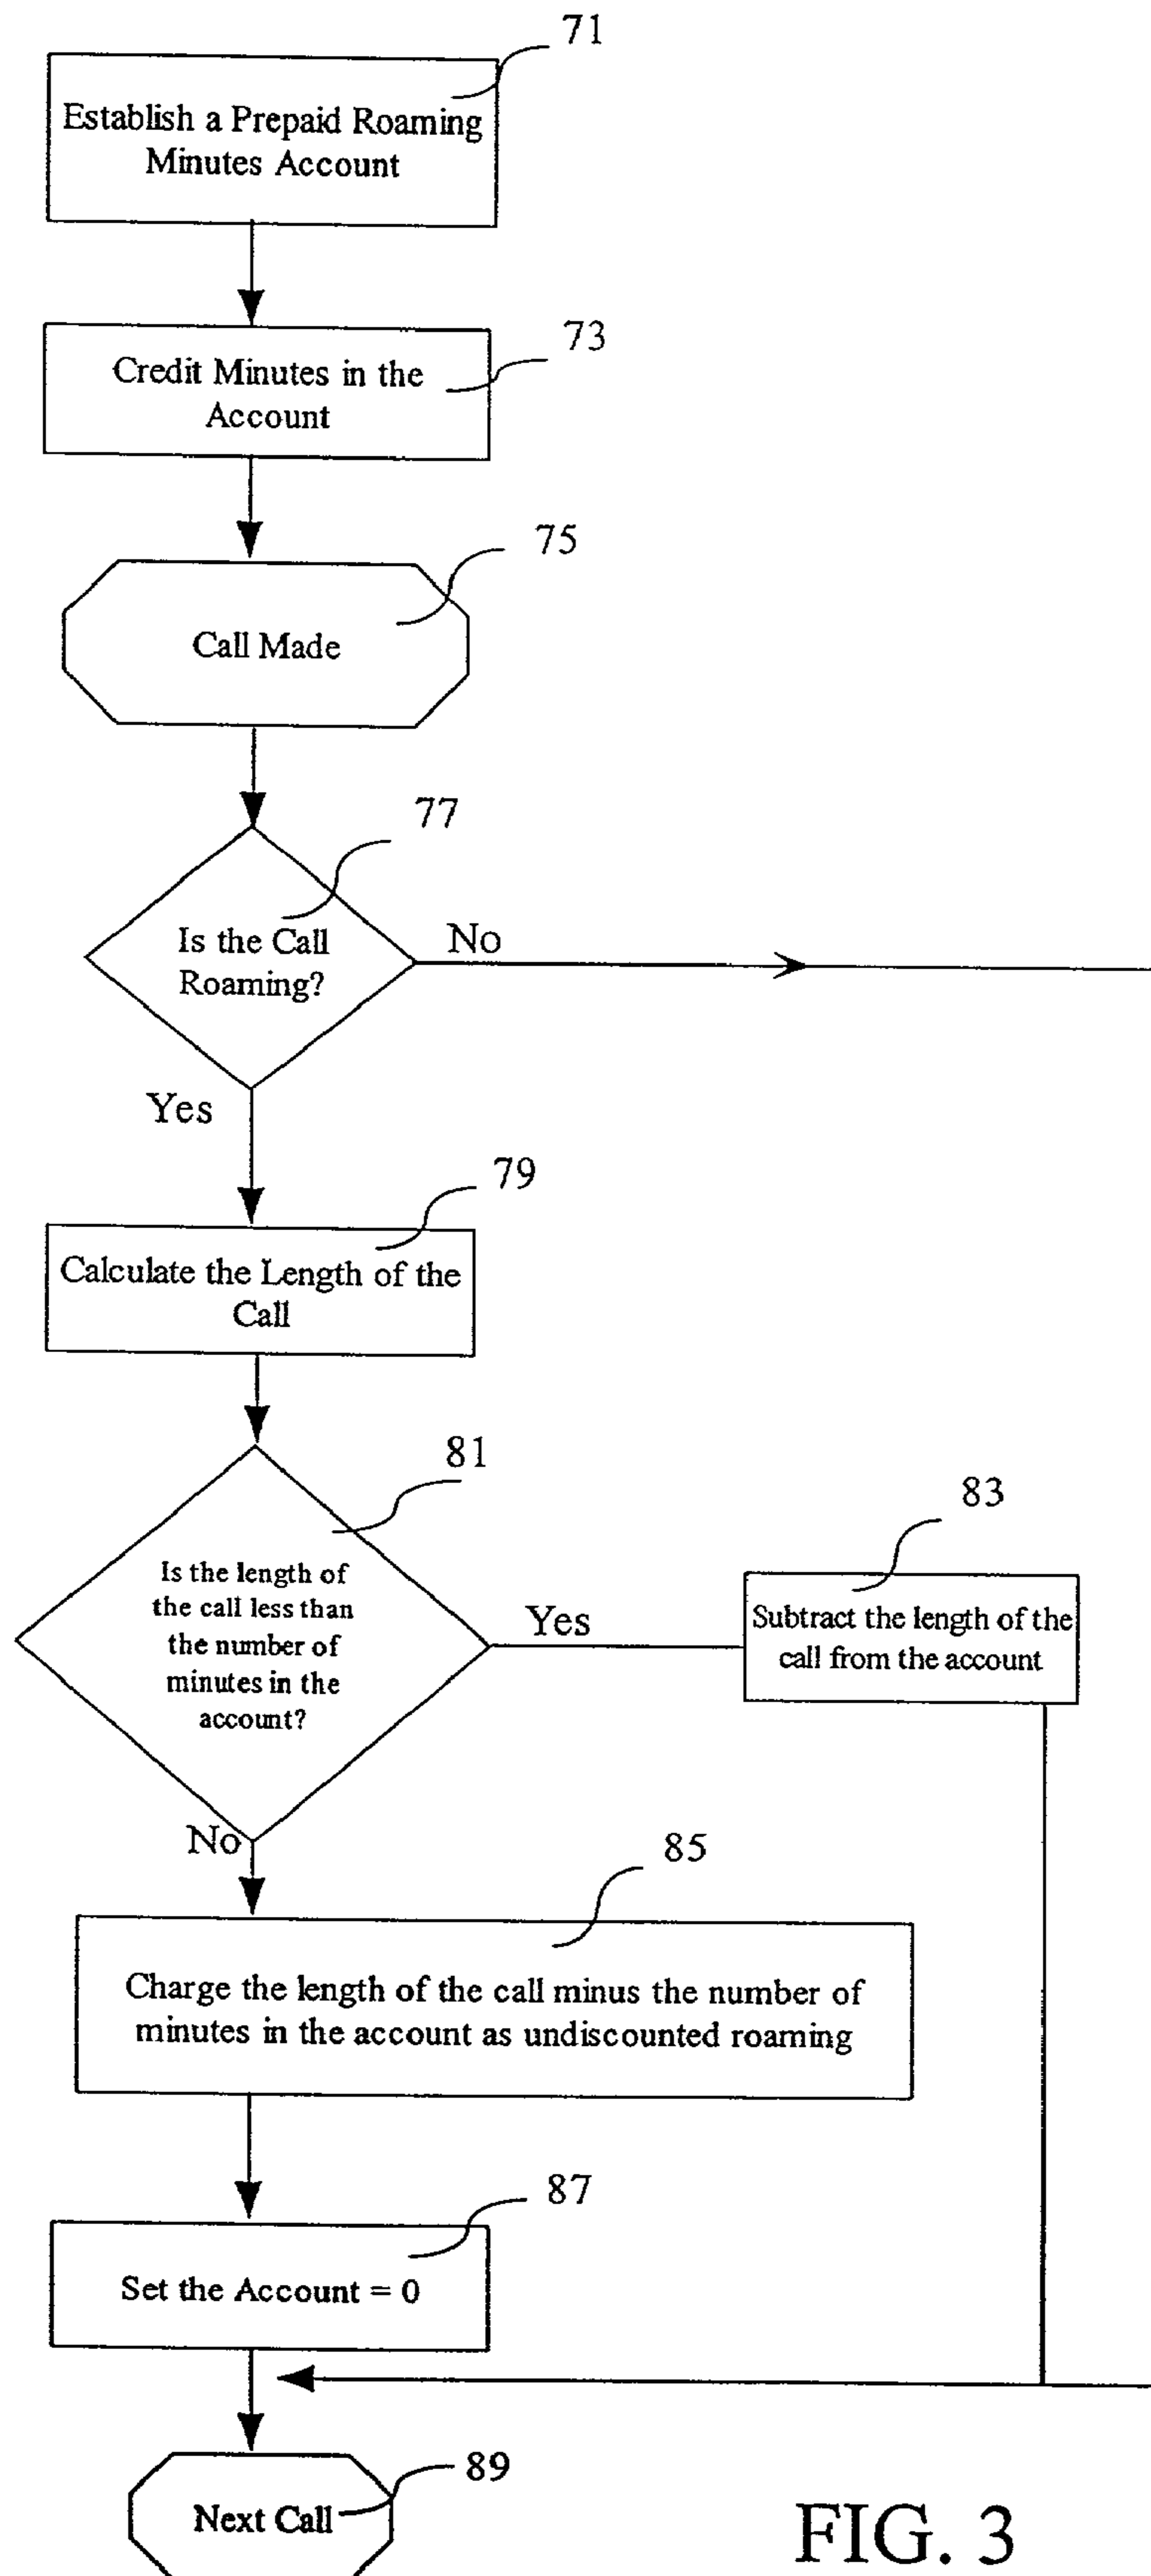 71
Establish a Prepaid Roaming
Minutes Account
73
Credit Minutes in the
Account
75
Call Made
77
Is the Call
Roaming?
No
Yes
79
Calculate the Length of the
Call
81
Is the length of
the call less than
the number of
minutes in the
account?
Yes
83
Subtract the length of the
call from the account
No
85
Charge the length of the call minus the number of
minutes in the account as undiscounted roaming
87
Set the Account = 0
89
Next Call
FIG. 3